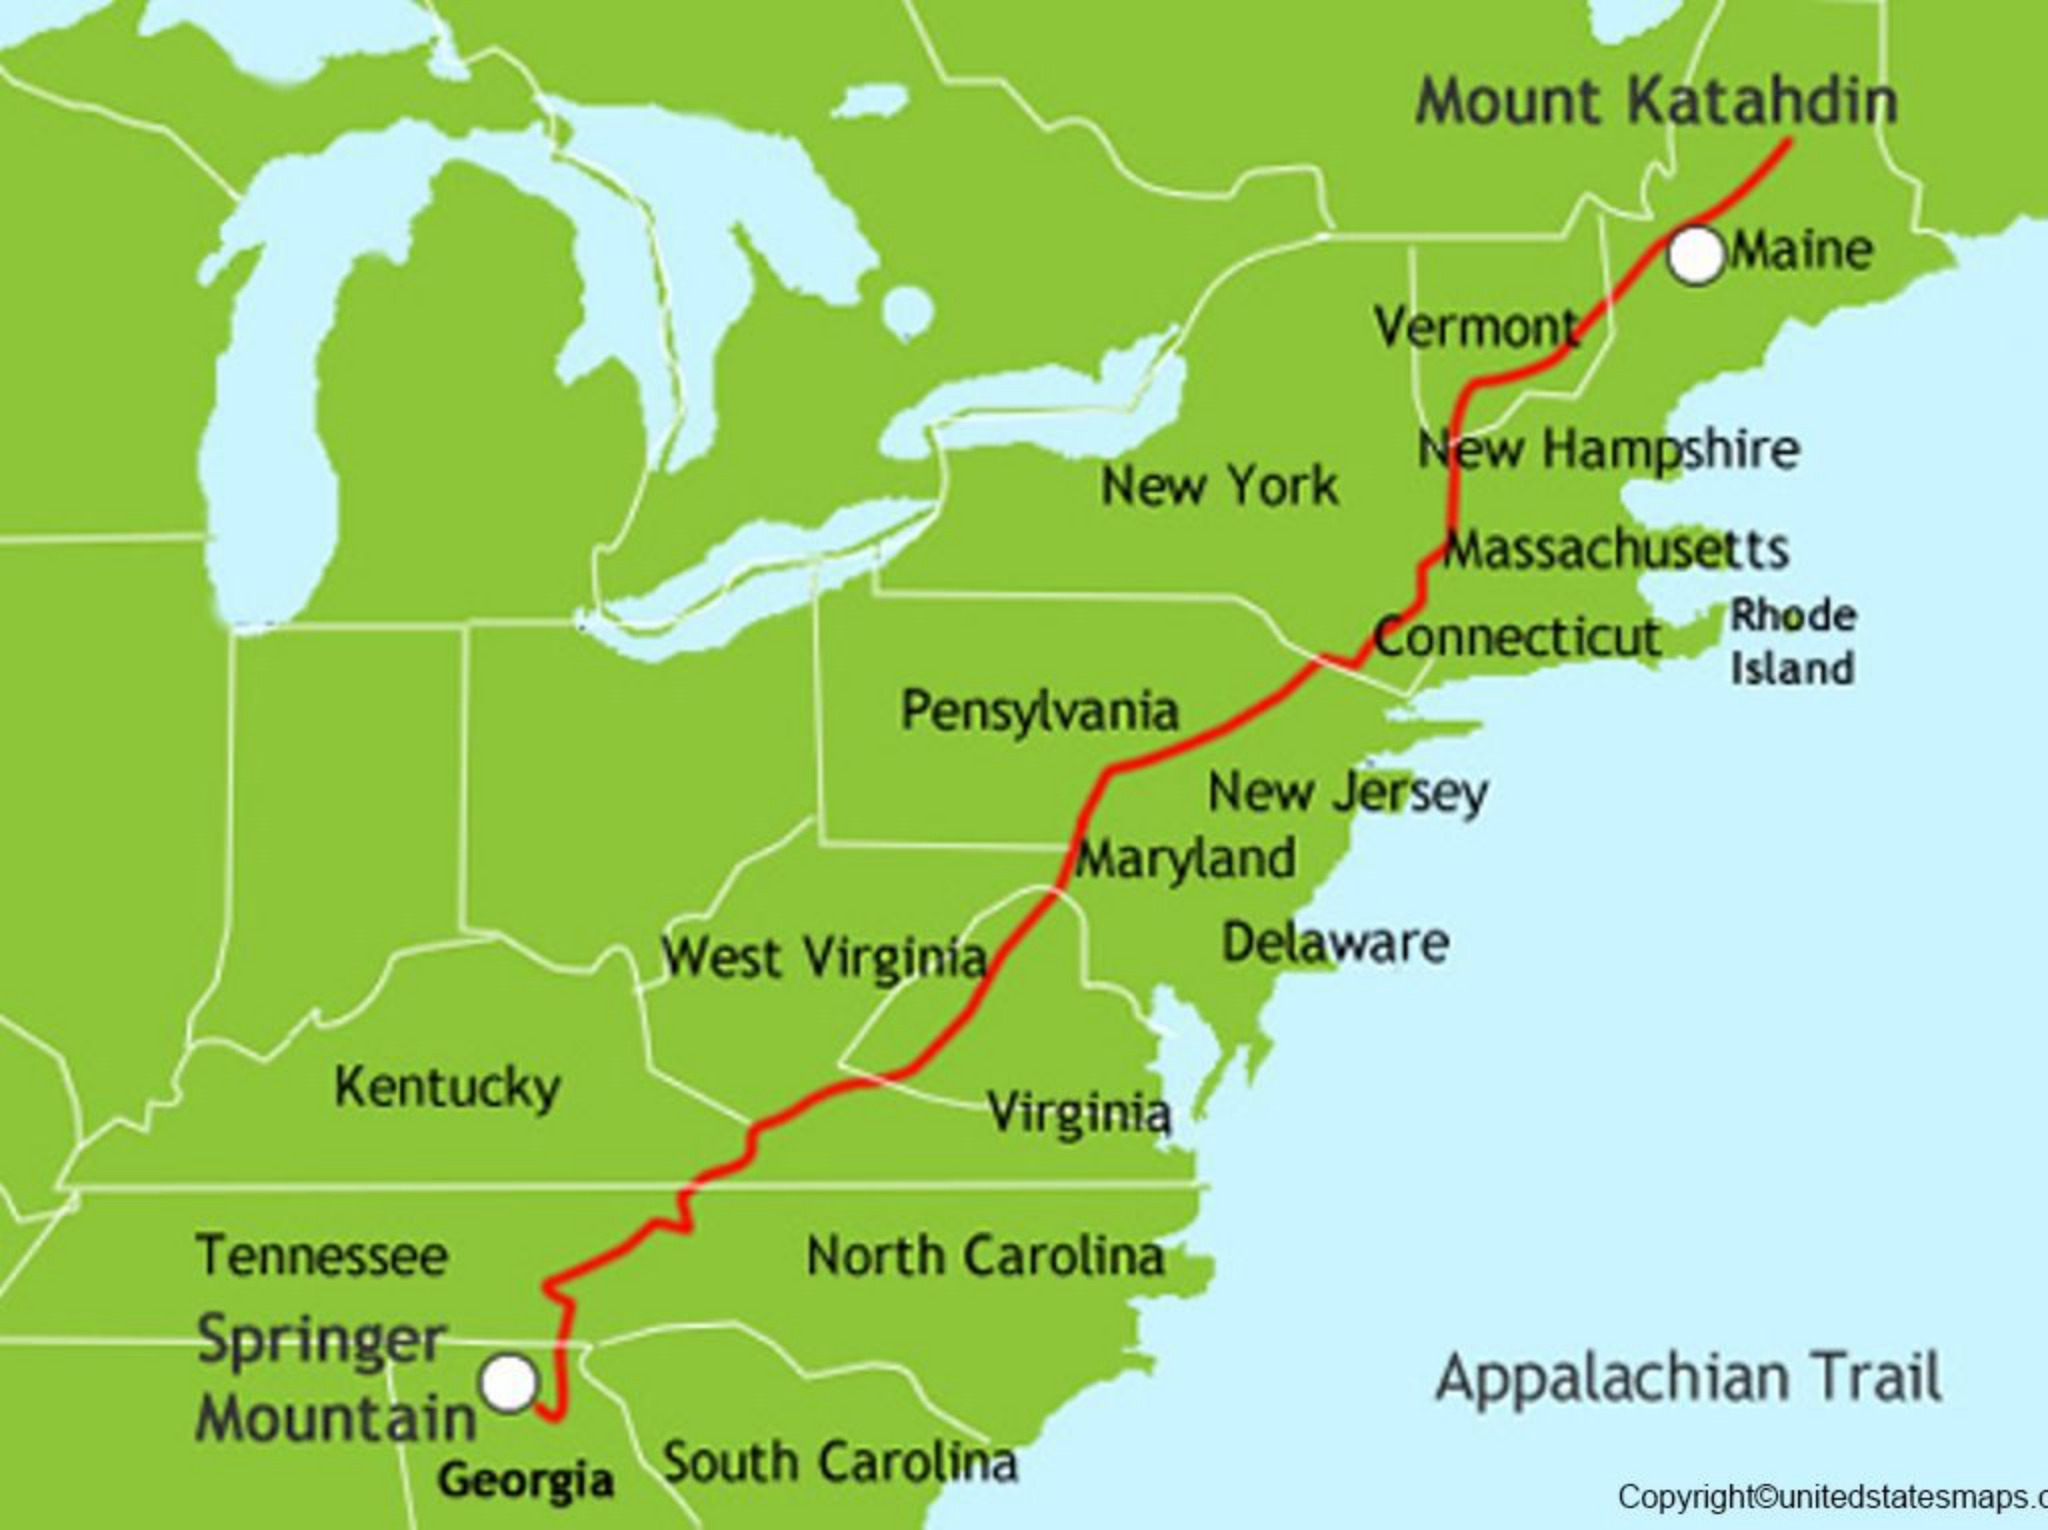 Mount Katahdin
Maine
Vermont
New Hampshire
New York
Massachusetts
Rhode
Island
Connecticut
Pensylvania
New Jersey
Maryland
Delaware
West Virginia
Kentucky
Virginia
Tennessee
North Carolina
Springer
Mountain
Georgia
South Carolina
Appalachian Trail
Copyright©unitedstatesmaps.c